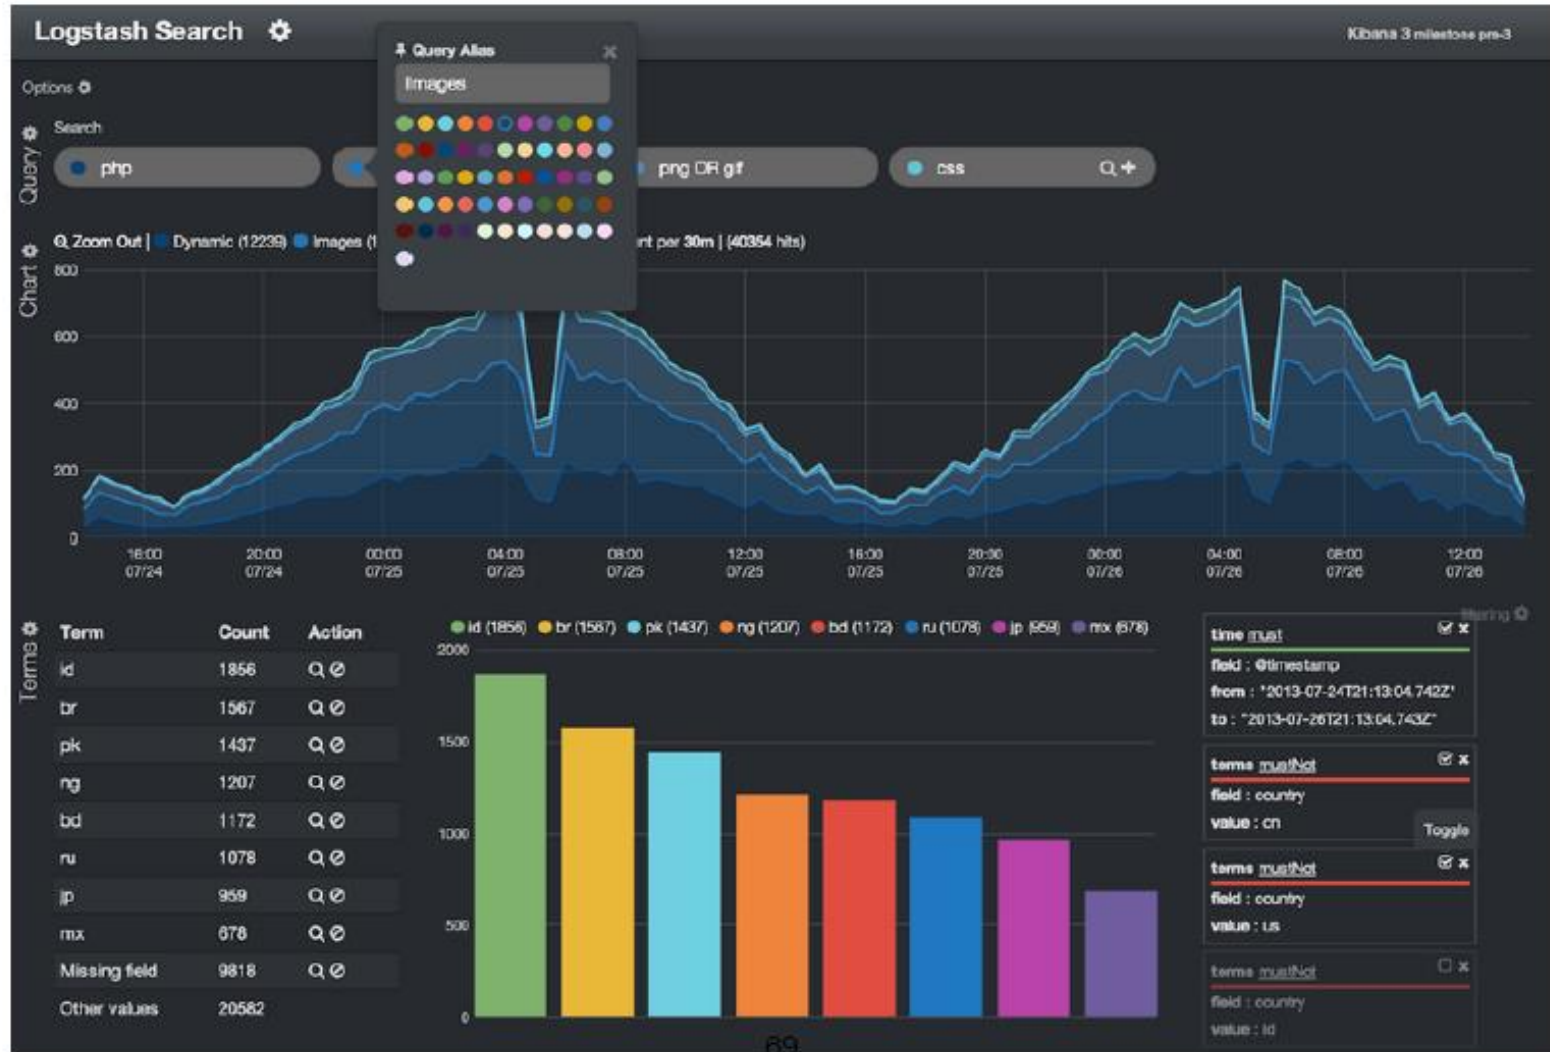 Logstash Search
Kibana 3 milestone pre-3
Query Alias
Images
Options
Query
Search
php
png OR gif
css
Chart
Zoom Out | Dynamic (12239) Images (1
nt per 30m | (40354 hits)
800
600
400
200
0
16:00 20:00 00:00 04:00 08:00 12:00 16:00 20:00 00:00 04:00 08:00 12:00
07/24 07/24 07/25 07/25 07/25 07/25 07/25 07/25 07/26 07/26 07/26 07/26
Terms
Term Count Action
id 1856
br 1567
pk 1437
ng 1207
bd 1172
ru 1078
jp 959
mx 678
Missing field 9818
Other values 20582
id (1856) br (1567) pk (1437) ng (1207) bd (1172) ru (1078) jp (959) mx (678)
2000
1500
1000
500
0
69
filtering
time must
field : @timestamp
from : "2013-07-24T21:13:04.742Z"
to : "2013-07-26T21:13:04.743Z"
terms mustNot
field : country
value : cn
Toggle
terms mustNot
field : country
value : us
terms mustNot
field : country
value : id